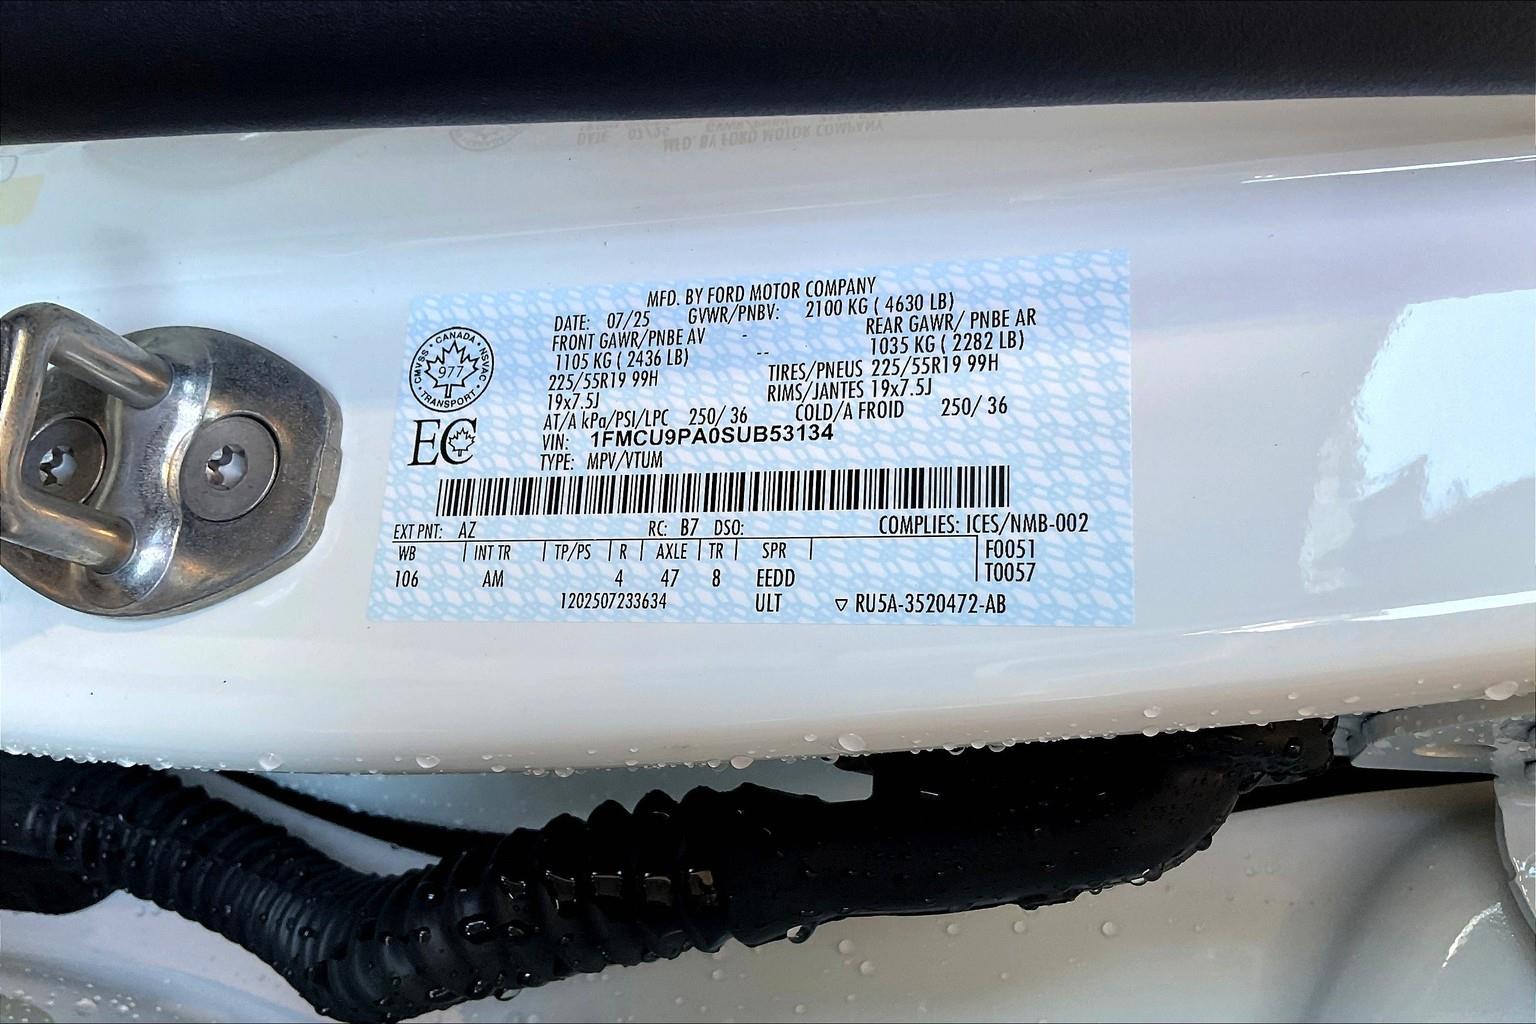 MFD. BY FORD MOTOR COMPANY
DATE: 07/25 GVWR/PNBV: 2100 KG ( 4630 LB)
FRONT GAWR/PNBE AV - REAR GAWR/ PNBE AR
1105 KG ( 2436 LB) -- 1035 KG ( 2282 LB)
225/55R19 99H TIRES/PNEUS 225/55R19 99H
19x7.5J RIMS/JANTES 19x7.5J
AT/A kPa/PSI/LPC 250/ 36 COLD/A FROID 250/ 36
VIN: 1FMCU9PA0SUB53134
TYPE: MPV/VTUM
CANADA
CMVSS NSVAC
977
TRANSPORT
EC
EXT PNT: AZ RC: B7 DSO: COMPLIES: ICES/NMB-002
WB INT TR TP/PS R AXLE TR SPR F0051
106 AM 4 47 8 EEDD T0057
1202507233634 ULT RU5A-3520472-AB